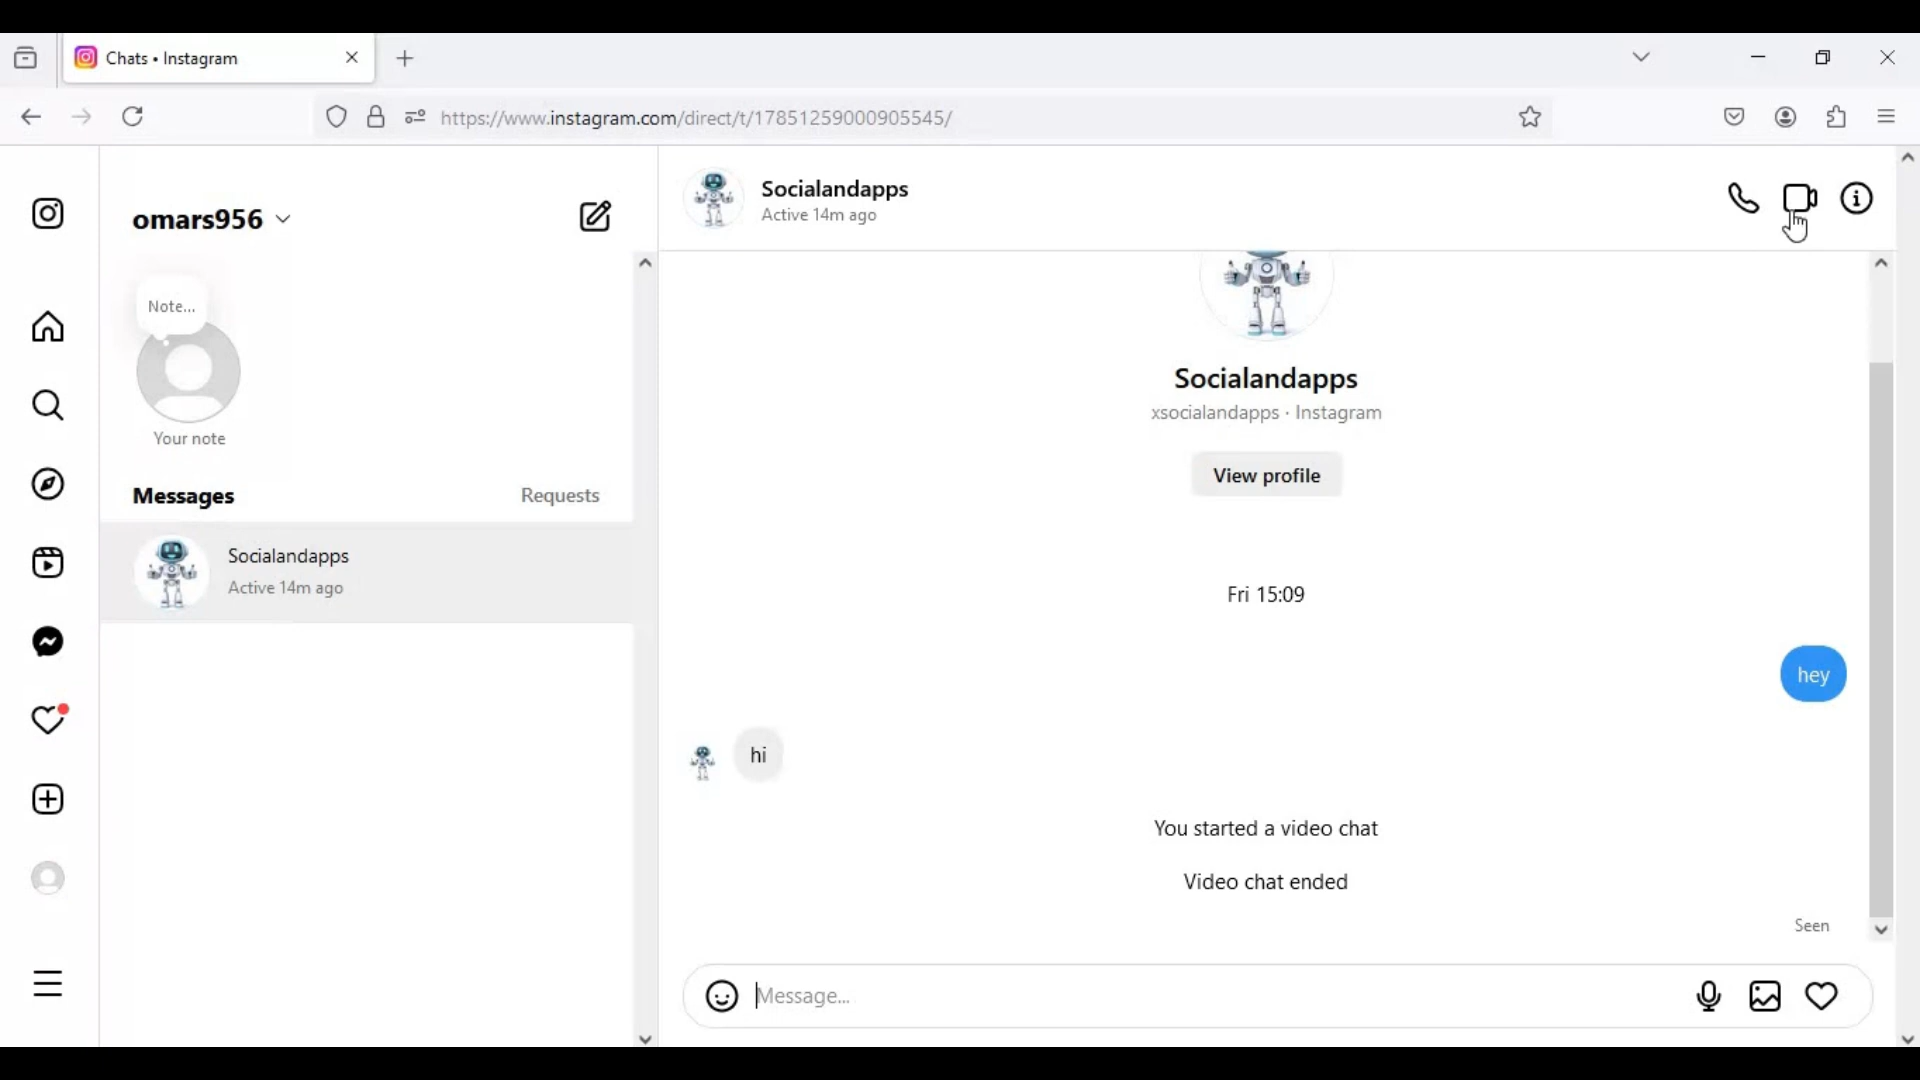 Chats • Instagram
https://www.instagram.com/direct/t/17851259000905545/
omars956
Note...
Your note
Messages
Requests
Socialandapps
Active 14m ago
Socialandapps
Active 14m ago
Socialandapps
xsocialandapps · Instagram
View profile
Fri 15:09
hey
hi
You started a video chat
Video chat ended
Seen
Message...